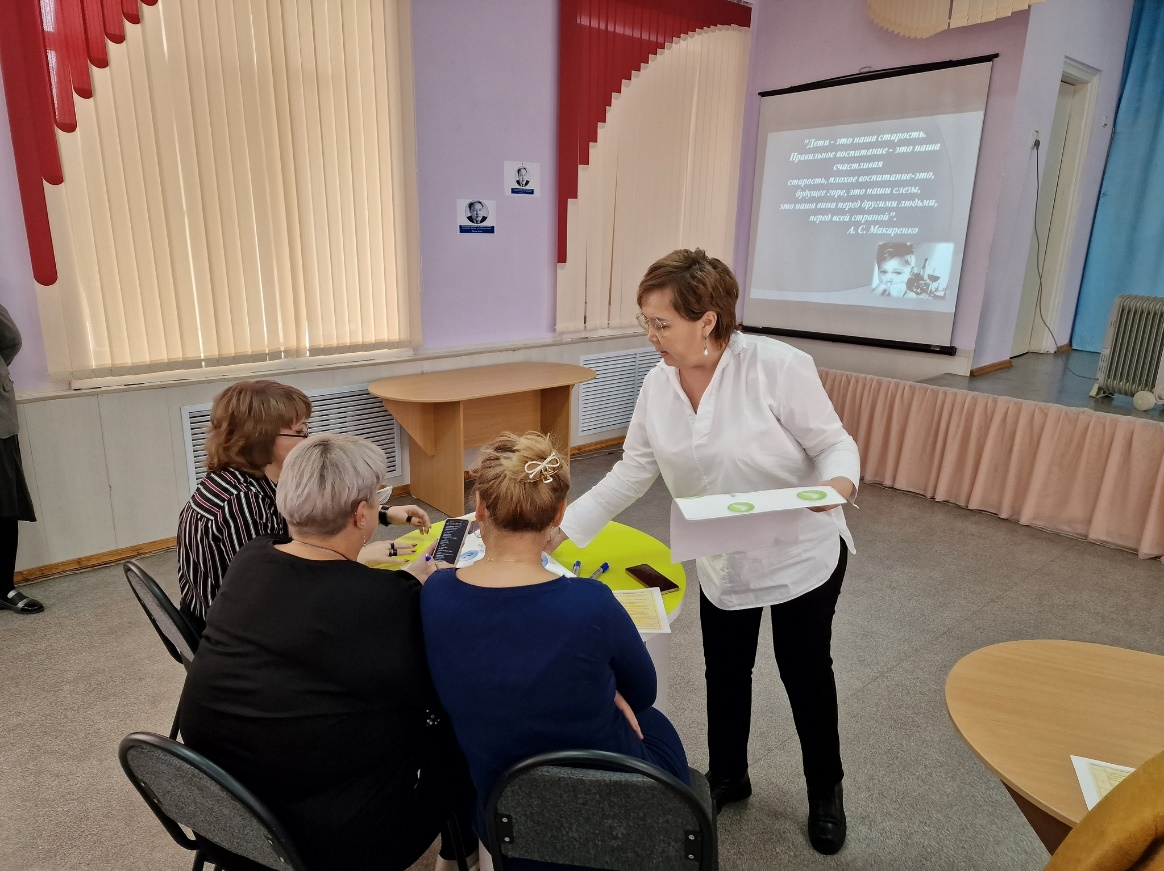 "Дети - это наша старость.
Правильное воспитание - это наша
счастливая
старость, плохое воспитание-это,
будущее горе, это наши слезы,
это наша вина перед другими людьми,
перед всей страной".
А. С. Макаренко